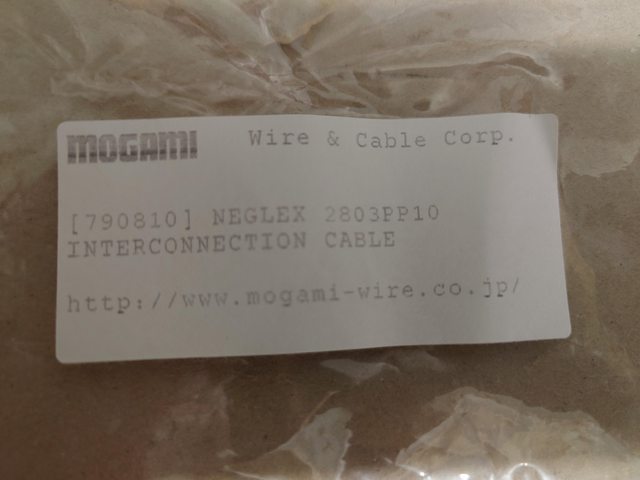 MOGAMI Wire & Cable Corp.
[790810] NEGLEX 2803PP10
INTERCONNECTION CABLE
http://www.mogami-wire.co.jp/